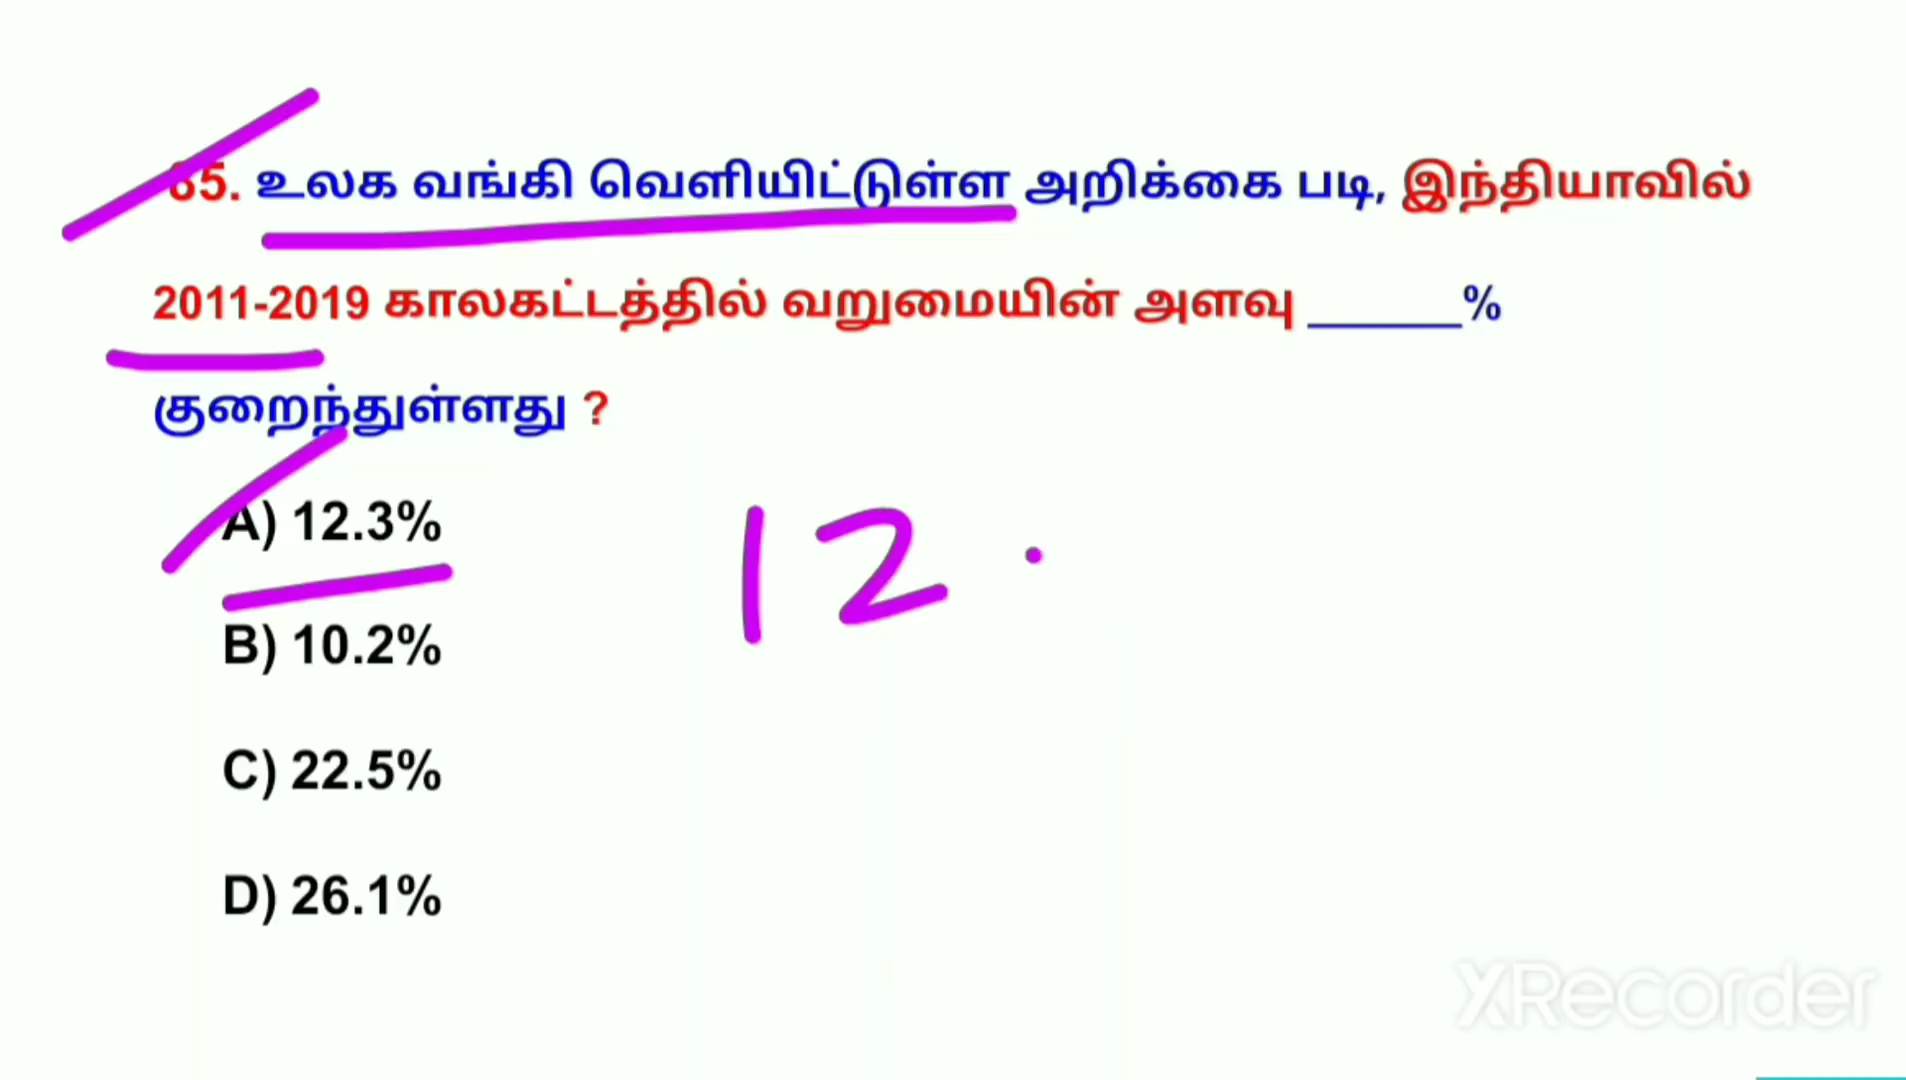 65. உலக வங்கி வெளியிட்டுள்ள அறிக்கை படி, இந்தியாவில்
2011-2019 காலகட்டத்தில் வறுமையின் அளவு ______%
குறைந்துள்ளது ?
A) 12.3%
12.
B) 10.2%
C) 22.5%
D) 26.1%
XRecorder